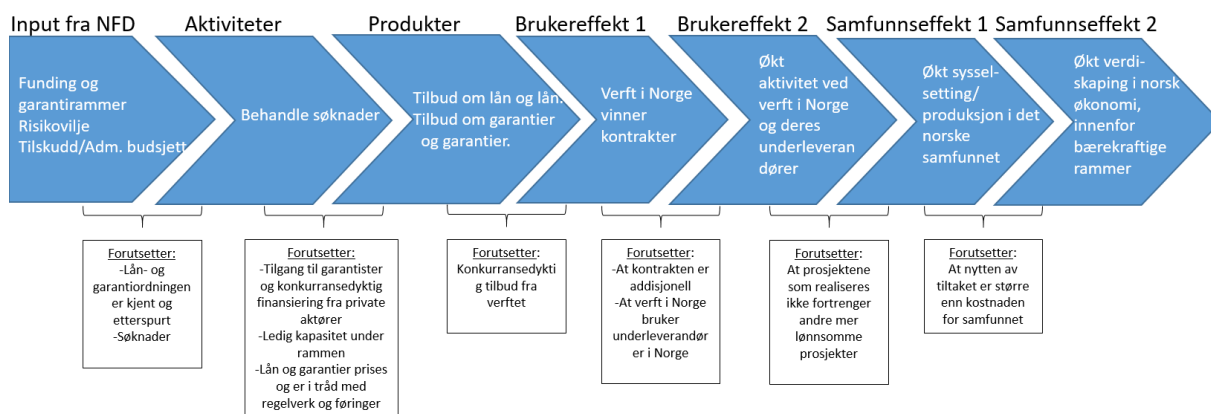 Input fra NFD
Aktiviteter
Produkter
Brukereffekt 1
Brukereffekt 2
Samfunnseffekt 1
Samfunnseffekt 2
Funding og
garantirammer
Risikovilje
Tilskudd/Adm. budsjett
Behandle søknader
Tilbud om lån og lån.
Tilbud om garantier
og garantier.
Verft i Norge
vinner
kontrakter
Økt
aktivitet ved
verft i Norge
og deres
underleveran
dører
Økt syssel-
setting/
produksjon i det
norske
samfunnet
Økt verdi-
skaping i norsk
økonomi,
innenfor
bærekraftige
rammer
Forutsetter:
-Lån- og
garantiordningen
er kjent og
etterspurt
-Søknader
Forutsetter:
-Tilgang til garantister
og konkurransedyktig
finansiering fra private
aktører
-Ledig kapasitet under
rammen
-Lån og garantier prises
og er i tråd med
regelverk og føringer
Forutsetter:
Konkurransedykti
g tilbud fra
verftet
Forutsetter:
-At kontrakten er
addisjonell
-At verft i Norge
bruker
underleverandør
er i Norge
Forutsetter:
At prosjektene
som realiseres
ikke fortrenger
andre mer
lønnsomme
prosjekter
Forutsetter:
At nytten av
tiltaket er større
enn kostnaden
for samfunnet